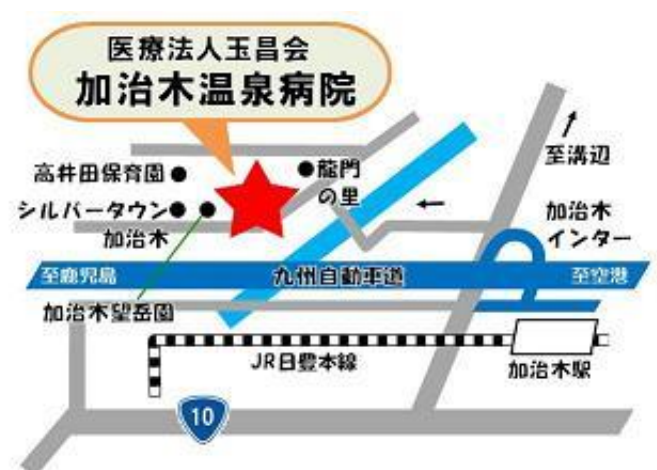 医療法人玉昌会
加治木温泉病院
高井田保育園
龍門
の里
シルバータウン
加治木
至溝辺
加治木
インター
至鹿児島
九州自動車道
至空港
加治木望岳園
JR日豊本線
加治木駅
10